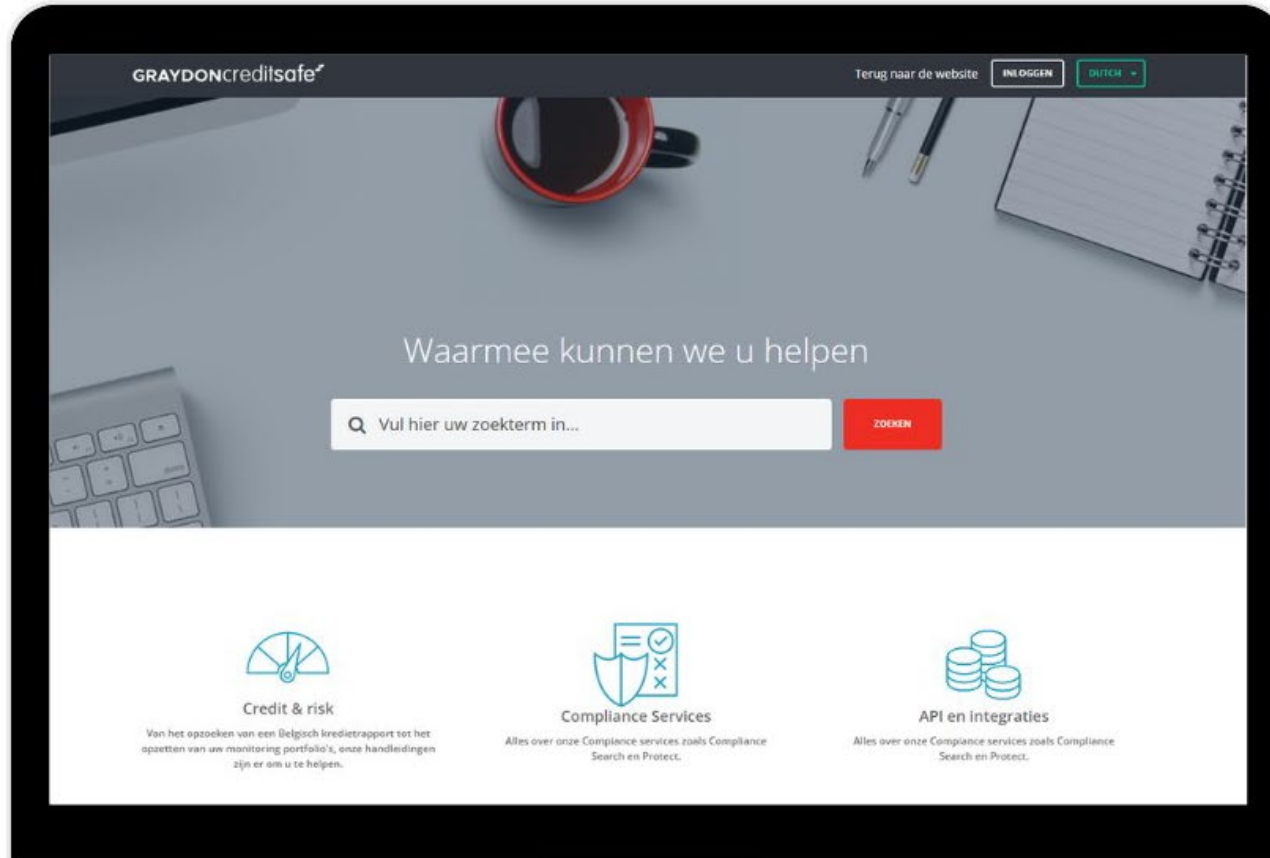 GRAYDONcreditsafe
Terug naar de website
INLOGGEN
DUTCH
Waarmee kunnen we u helpen
Vul hier uw zoekterm in...
ZOEKEN
Credit & risk
Van het opzoeken van een Belgisch kredietrapport tot het
opzetten van uw monitoring portfolio's, onze handleidingen
zijn er om u te helpen.
Compliance Services
Alles over onze Compiance services zoals Compliance
Search en Protect.
API en integraties
Alles over onze Compiance services zoals Compliance
Search en Protect.